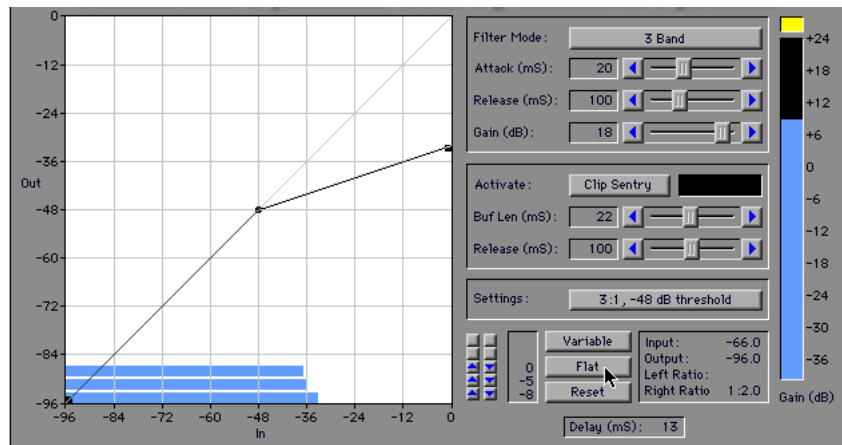 0
-12
-24
-36
Out
-48
-60
-72
-84
-96
-96 -84 -72 -60 -48 -36 -24 -12 0
In
Filter Mode: 3 Band
Attack (mS): 20
Release (mS): 100
Gain (dB): 18
Activate: Clip Sentry
Buf Len (mS): 22
Release (mS): 100
Settings: 3:1, -48 dB threshold
0
-5
-8
Variable
Flat
Reset
Input: -66.0
Output: -96.0
Left Ratio:
Right Ratio 1:2.0
Delay (mS): 13
+24
+18
+12
+6
0
-6
-12
-18
-24
-30
-36
Gain (dB)